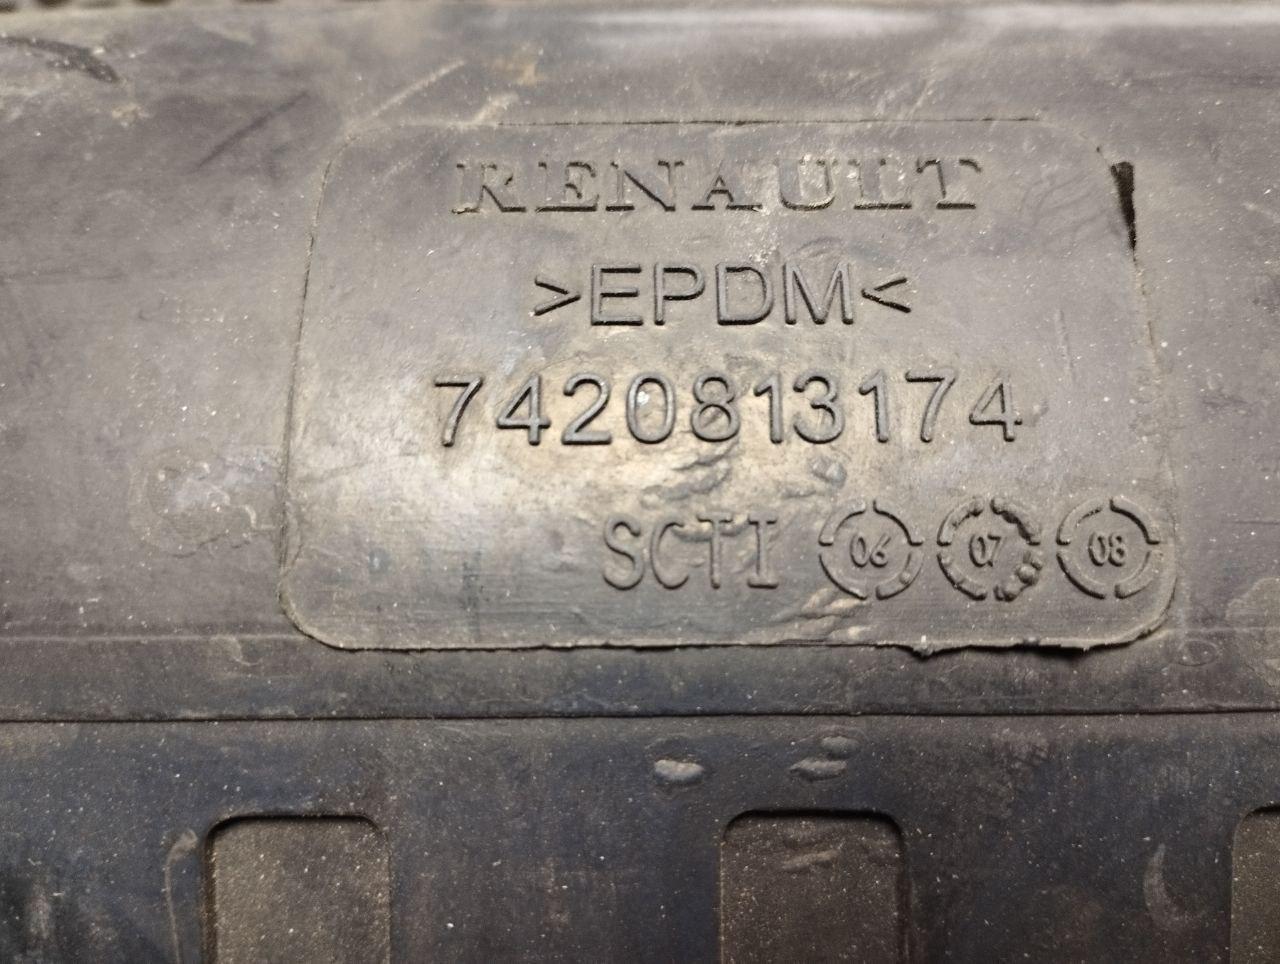 RENAULT
>EPDM<
7420813174
SCTI 06 07 08